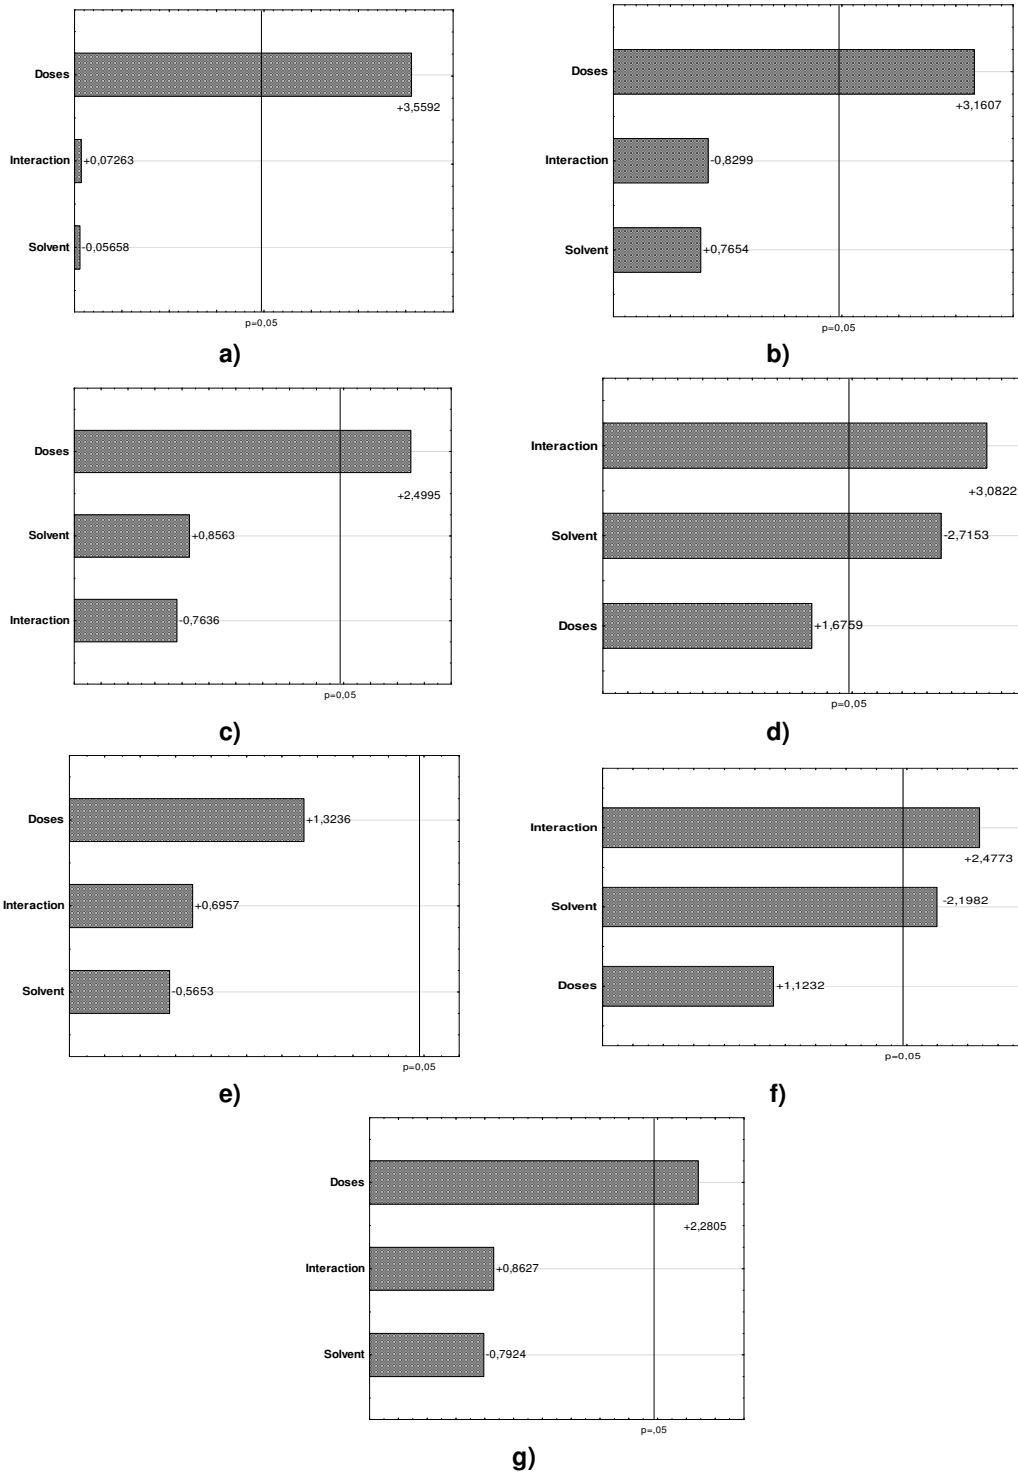 Doses
+3,5592
Interaction
+0,07263
Solvent
-0,05658
p=0,05
a)
Doses
+3,1607
Interaction
-0,8299
Solvent
+0,7654
p=0,05
b)
Doses
+2,4995
Solvent
+0,8563
Interaction
-0,7636
p=0,05
c)
Interaction
+3,0822
Solvent
-2,7153
Doses
+1,6759
p=0,05
d)
Doses
+1,3236
Interaction
+0,6957
Solvent
-0,5653
p=0,05
e)
Interaction
+2,4773
Solvent
-2,1982
Doses
+1,1232
p=0,05
f)
Doses
+2,2805
Interaction
+0,8627
Solvent
-0,7924
p=,05
g)